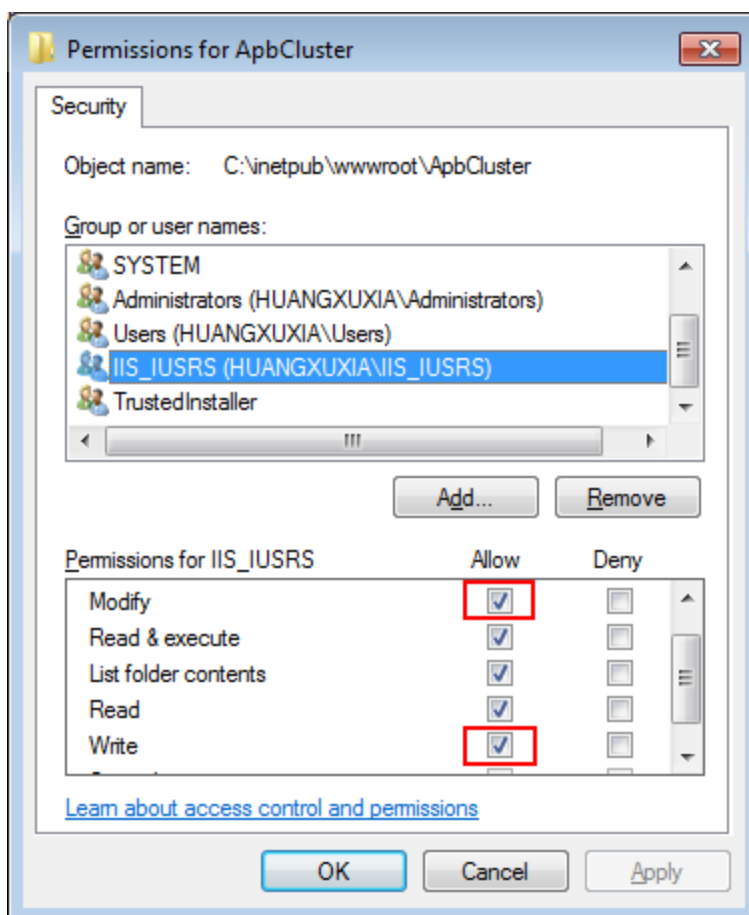 Permissions for ApbCluster
Security
Object name: C:\inetpub\wwwroot\ApbCluster
Group or user names:
SYSTEM
Administrators (HUANGXUXIA\Administrators)
Users (HUANGXUXIA\Users)
IIS_IUSRS (HUANGXUXIA\IIS_IUSRS)
TrustedInstaller
Add... Remove
Permissions for IIS_IUSRS Allow Deny
Modify
Read & execute
List folder contents
Read
Write
Learn about access control and permissions
OK Cancel Apply